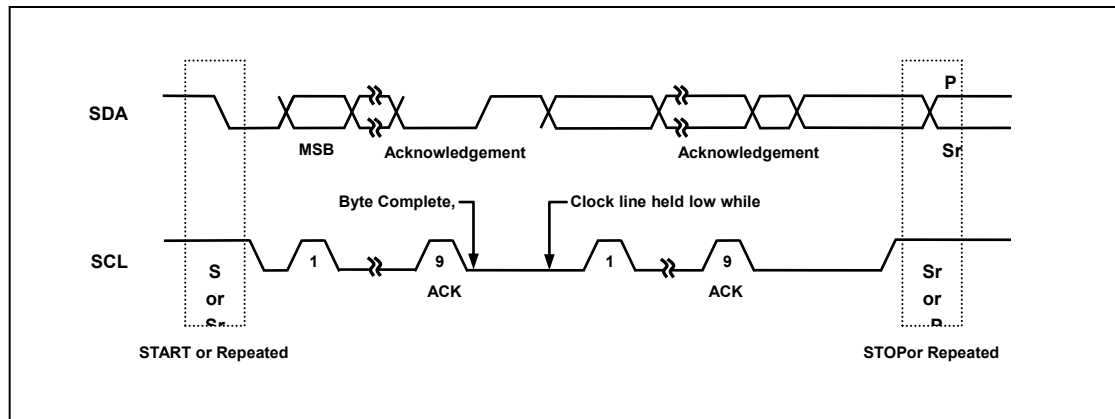 P
SDA
MSB
Acknowledgement
Acknowledgement
Sr
Byte Complete,
Clock line held low while
SCL
S
or
Sr
1
9
ACK
1
9
ACK
Sr
or
P
START or Repeated
STOPor Repeated